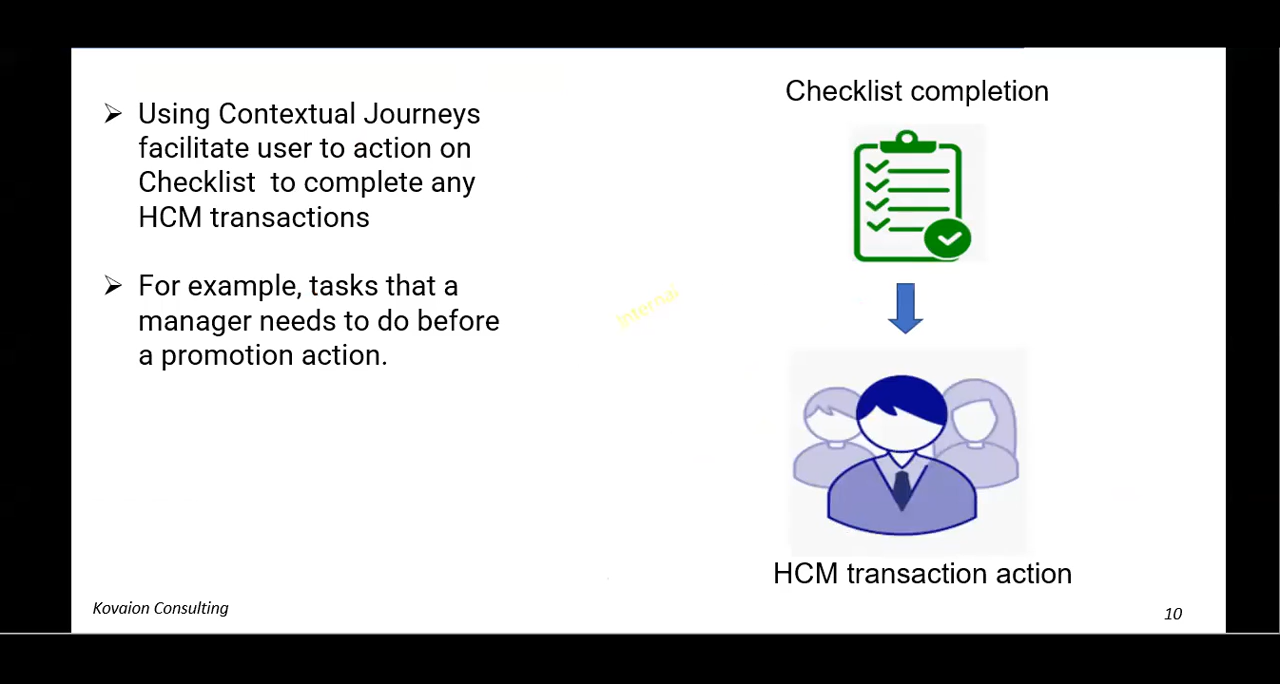 Checklist completion
Using Contextual Journeys
facilitate user to action on
Checklist to complete any
HCM transactions
For example, tasks that a
manager needs to do before
a promotion action.
Internal
HCM transaction action
Kovaion Consulting
10